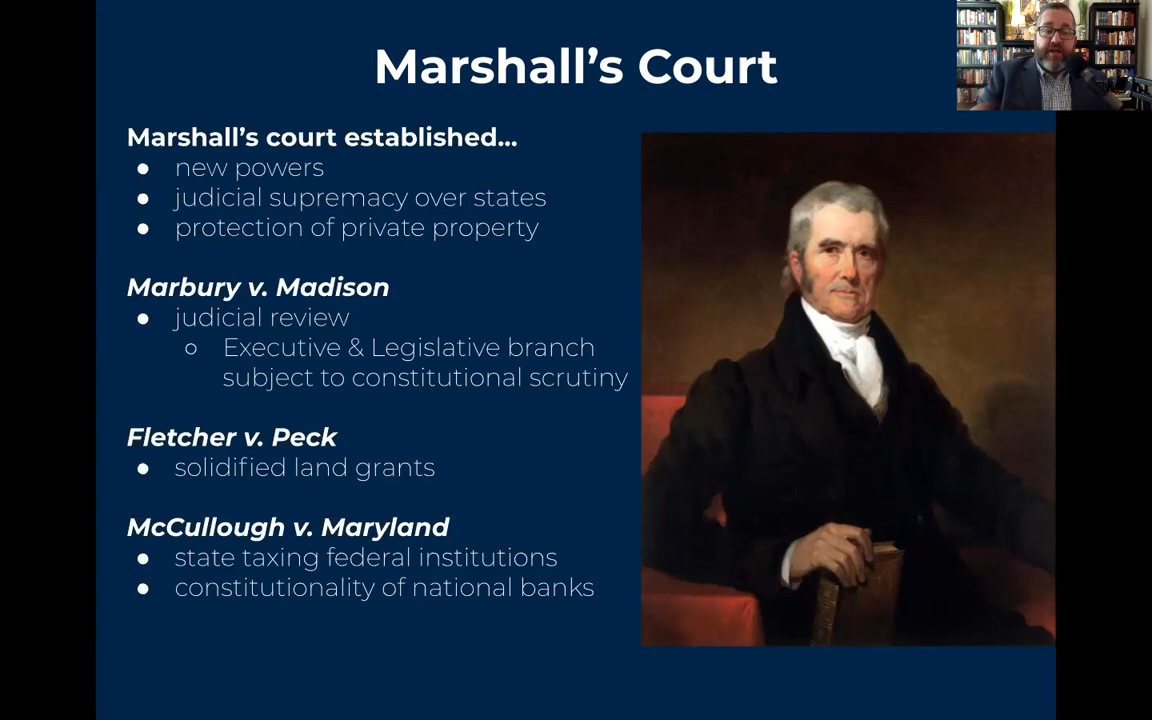 Marshall's Court
Marshall's court established...
● new powers
● judicial supremacy over states
● protection of private property
Marbury v. Madison
● judicial review
○ Executive & Legislative branch
subject to constitutional scrutiny
Fletcher v. Peck
● solidified land grants
McCullough v. Maryland
● state taxing federal institutions
● constitutionality of national banks